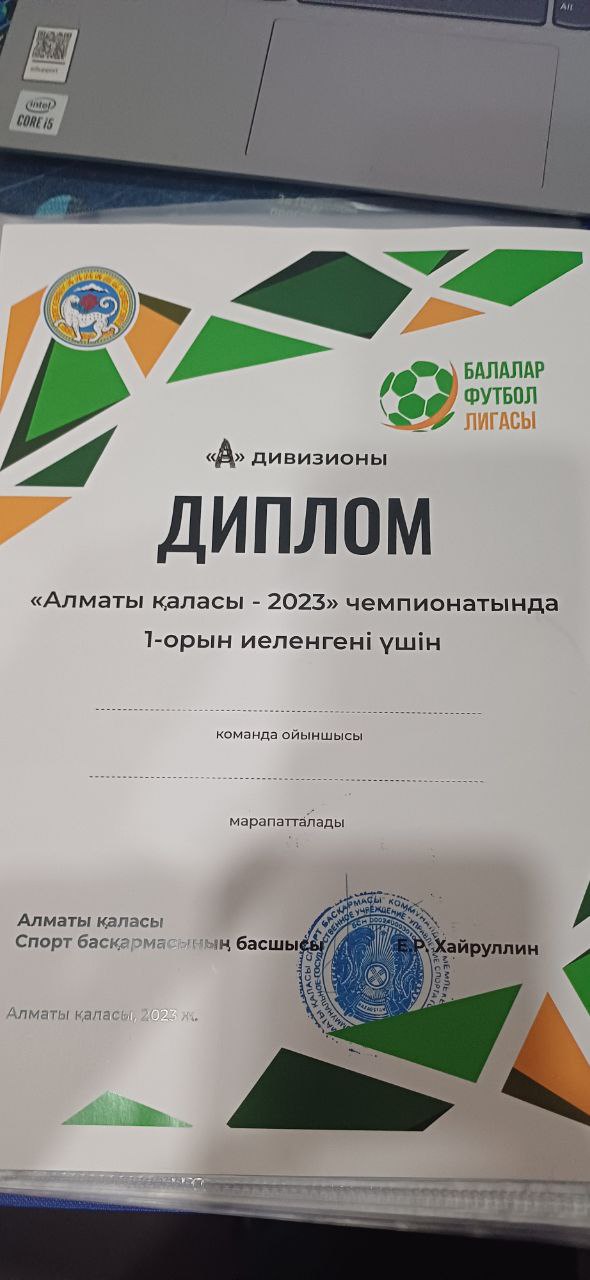 Alt
intel
CORE i5
БАЛАЛАР
ФУТБОЛ
ЛИГАСЫ
«А» дивизионы
ДИПЛОМ
«Алматы қаласы - 2023» чемпионатында
1-орын иеленгені үшін
команда ойыншысы
марапатталады
Алматы қаласы
Спорт басқармасының басшысы
Е.Р. Хайруллин
Алматы қаласы, 2023 ж.